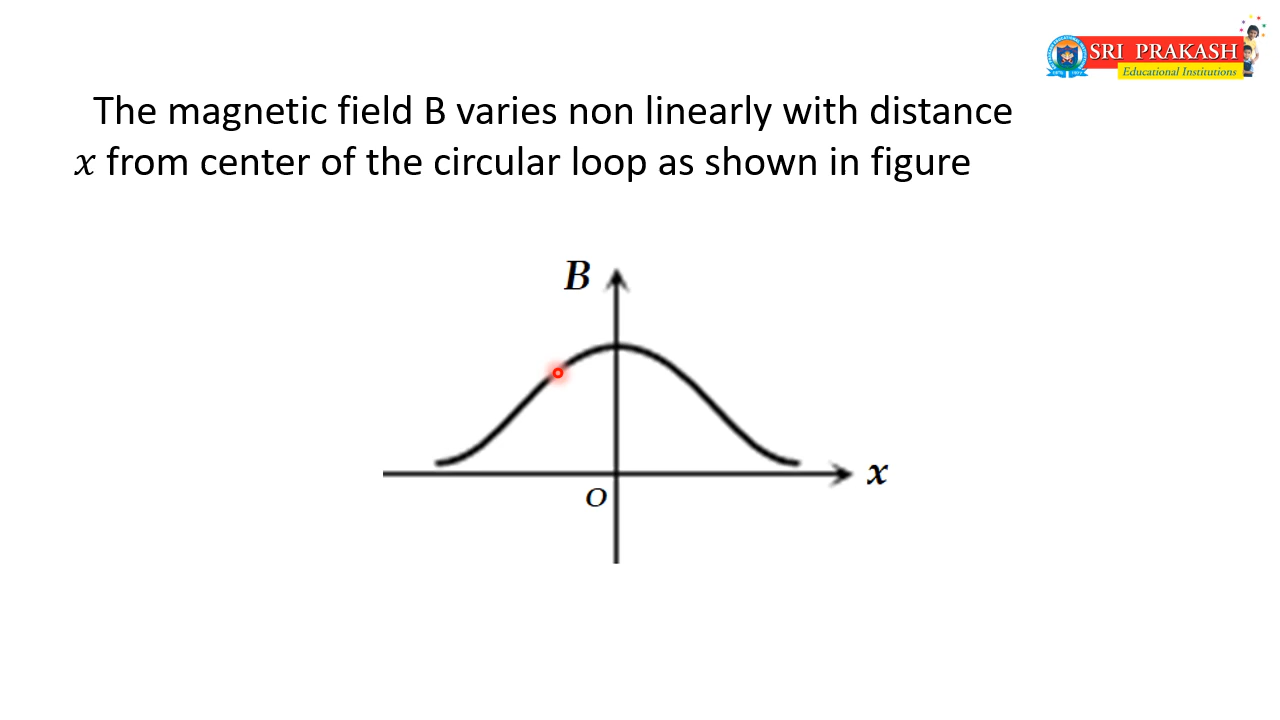 SRI PRAKASH
Educational Institutions
The magnetic field B varies non linearly with distance
x from center of the circular loop as shown in figure
B
x
O